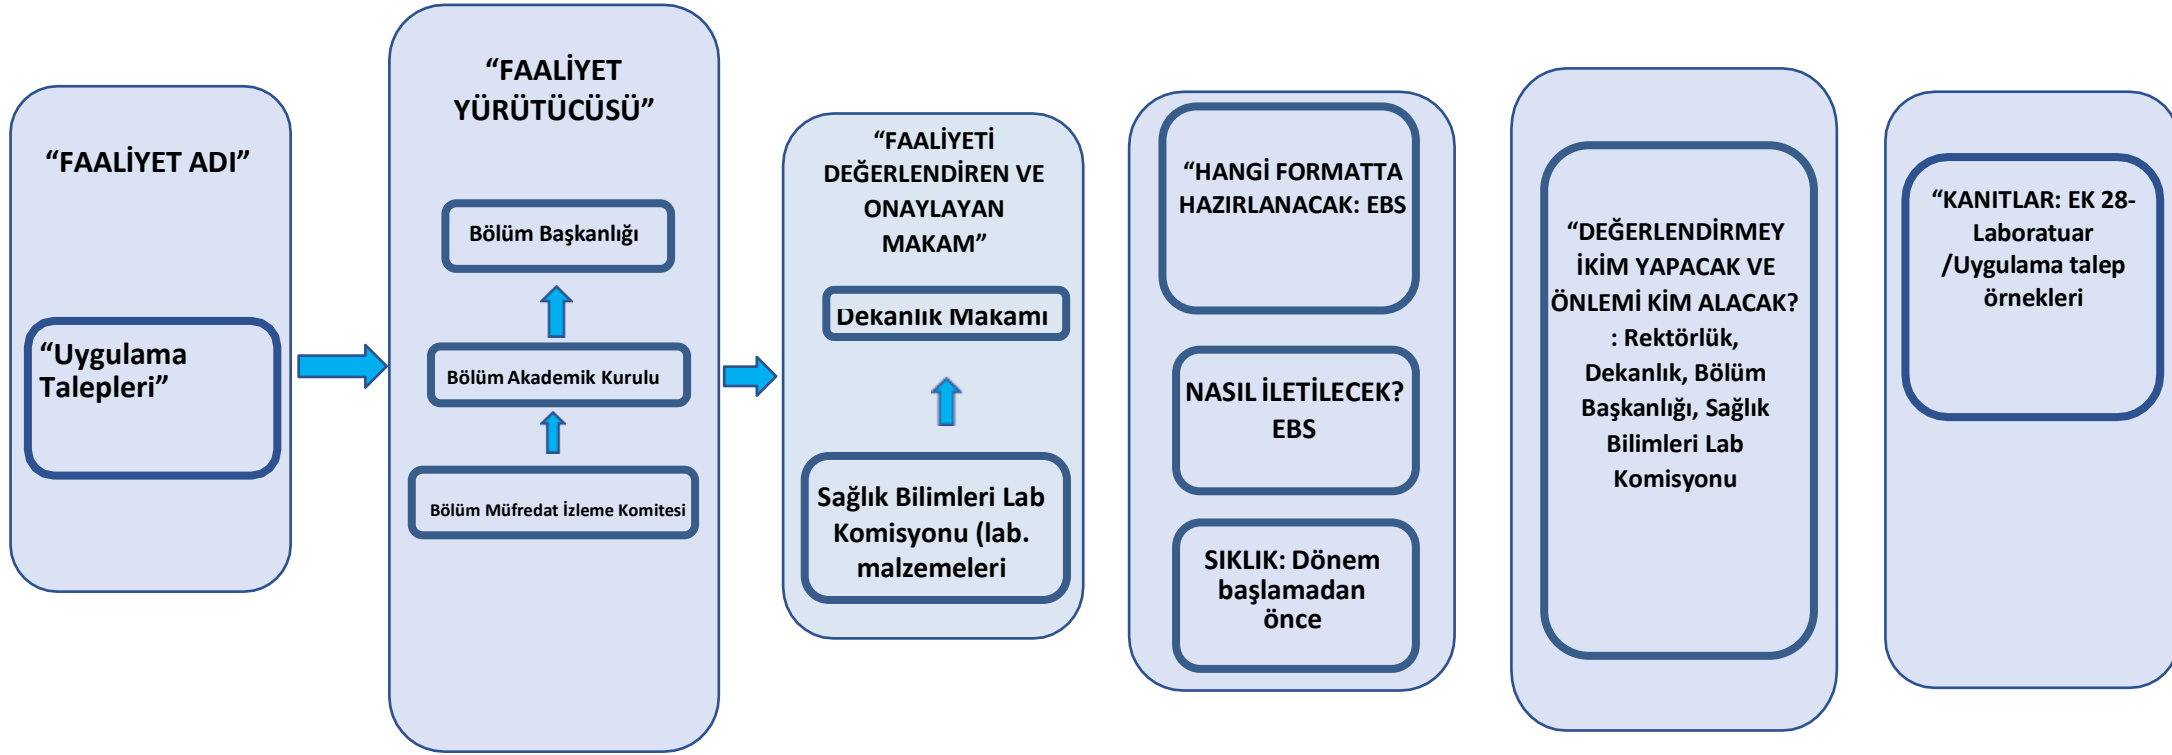 “FAALİYET ADI”
“Uygulama
Talepleri”
“FAALİYET
YÜRÜTÜCÜSÜ”
Bölüm Başkanlığı
Bölüm Akademik Kurulu
Bölüm Müfredat İzleme Komitesi
“FAALİYETİ
DEĞERLENDİREN VE
ONAYLAYAN
MAKAM”
Dekanlık Makamı
Sağlık Bilimleri Lab
Komisyonu (lab.
malzemeleri
“HANGİ FORMATTA
HAZIRLANACAK: EBS
NASIL İLETİLECEK?
EBS
SIKLIK: Dönem
başlamadan
önce
“DEĞERLENDİRMEY
İKİM YAPACAK VE
ÖNLEMİ KİM ALACAK?
: Rektörlük,
Dekanlık, Bölüm
Başkanlığı, Sağlık
Bilimleri Lab
Komisyonu
“KANITLAR: EK 28-
Laboratuar
/Uygulama talep
örnekleri